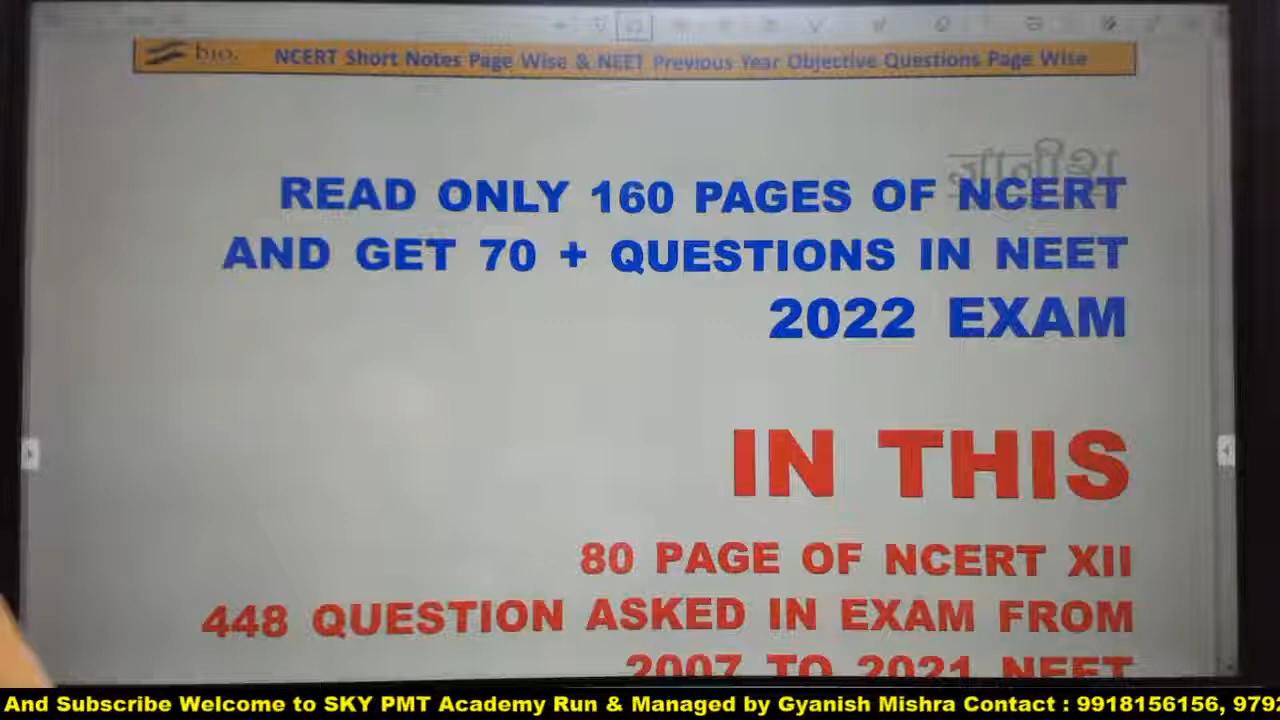 bio. NCERT Short Notes Page Wise & NEET Previous Year Objective Questions Page Wise
READ ONLY 160 PAGES OF NCERT
AND GET 70 + QUESTIONS IN NEET
2022 EXAM
IN THIS
80 PAGE OF NCERT XII
448 QUESTION ASKED IN EXAM FROM
2007 TO 2021 NEET
And Subscribe Welcome to SKY PMT Academy Run & Managed by Gyanish Mishra Contact : 9918156156, 979